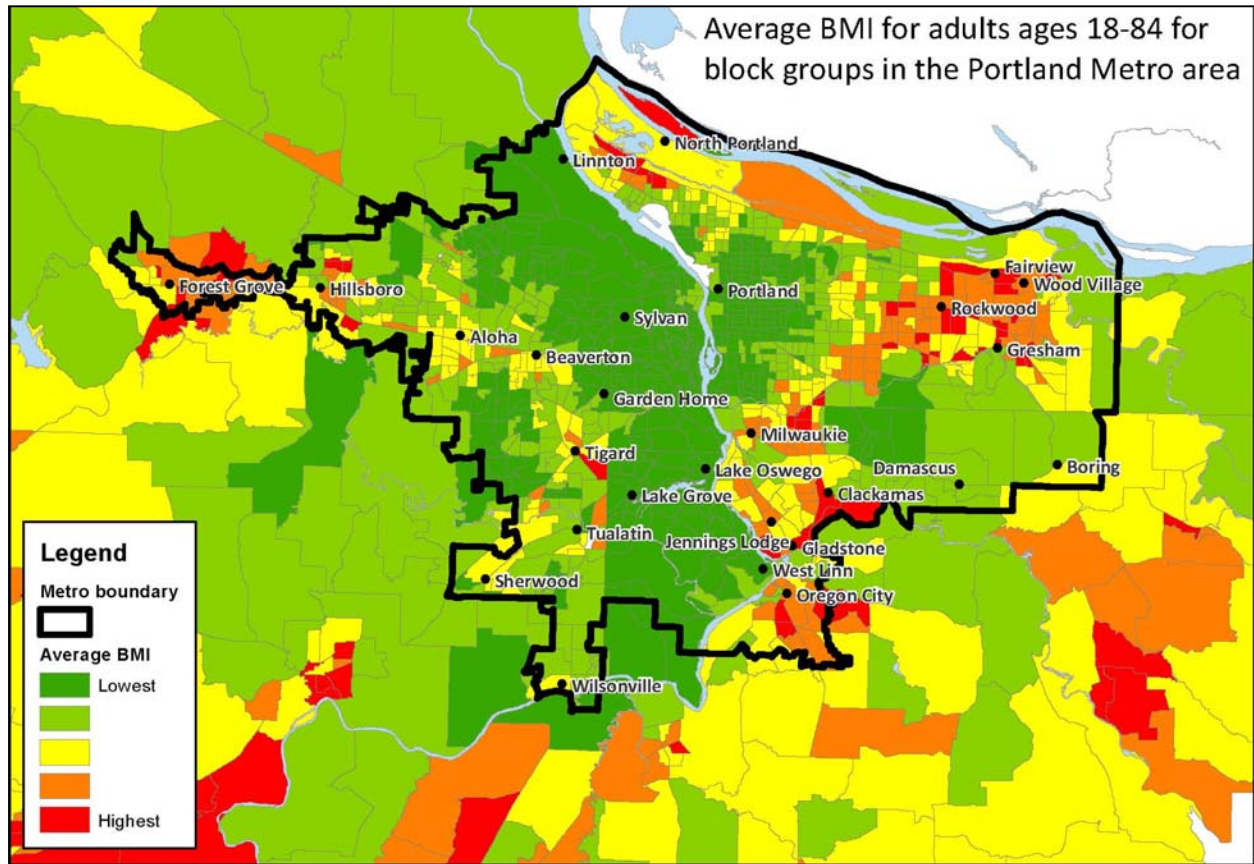 Average BMI for adults ages 18-84 for
block groups in the Portland Metro area
North Portland
Linnton
Fairview
Wood Village
Forest Grove
Hillsboro
Portland
Rockwood
Sylvan
Aloha
Gresham
Beaverton
Garden Home
Milwaukie
Tigard
Lake Oswego
Damascus
Boring
Lake Grove
Clackamas
Tualatin
Jennings Lodge
Gladstone
West Linn
Sherwood
Oregon City
Wilsonville
Legend
Metro boundary
Average BMI
Lowest
Highest